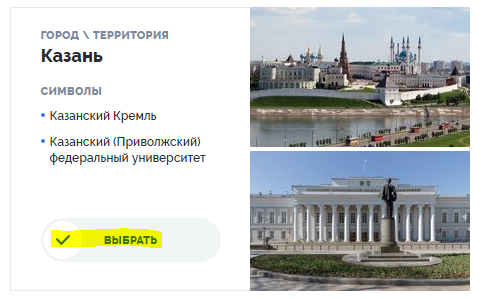 ГОРОД \ ТЕРРИТОРИЯ
Казань
СИМВОЛЫ
Казанский Кремль
Казанский (Приволжский)
федеральный университет
ВЫБРАТЬ